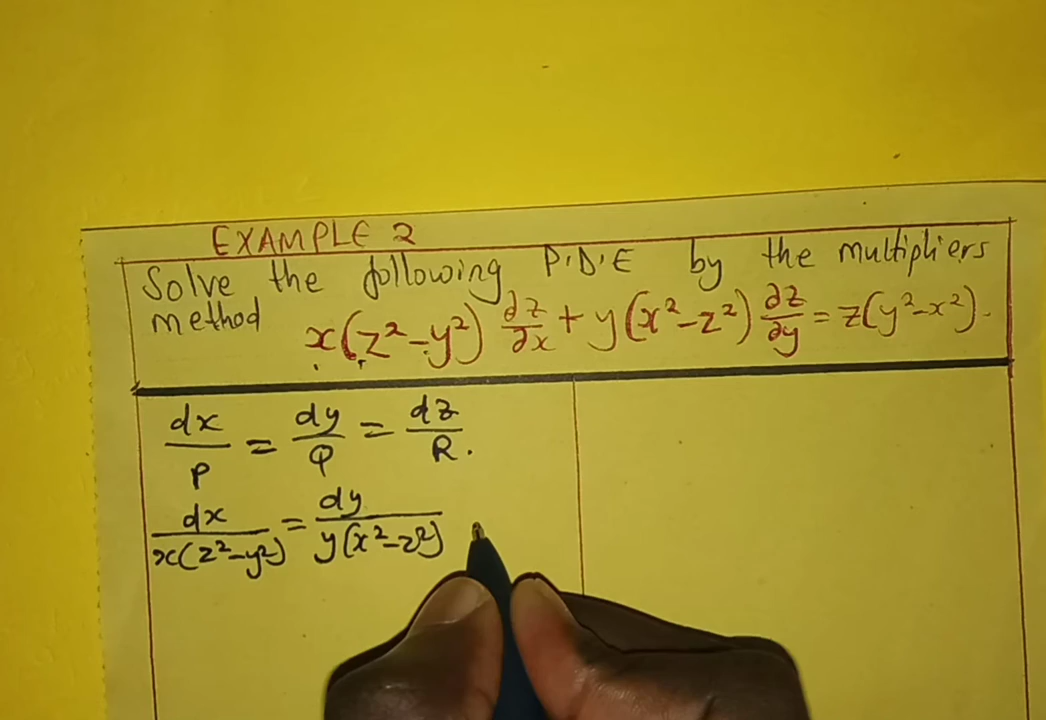 EXAMPLE 2
Solve the following P.D.E by the multipliers
method x(z²-y²) ∂z/∂x + y(x²-z²) ∂z/∂y = z(y²-x²).
dx/P = dy/Q = dz/R.
dx/x(z²-y²) = dy/y(x²-z²)